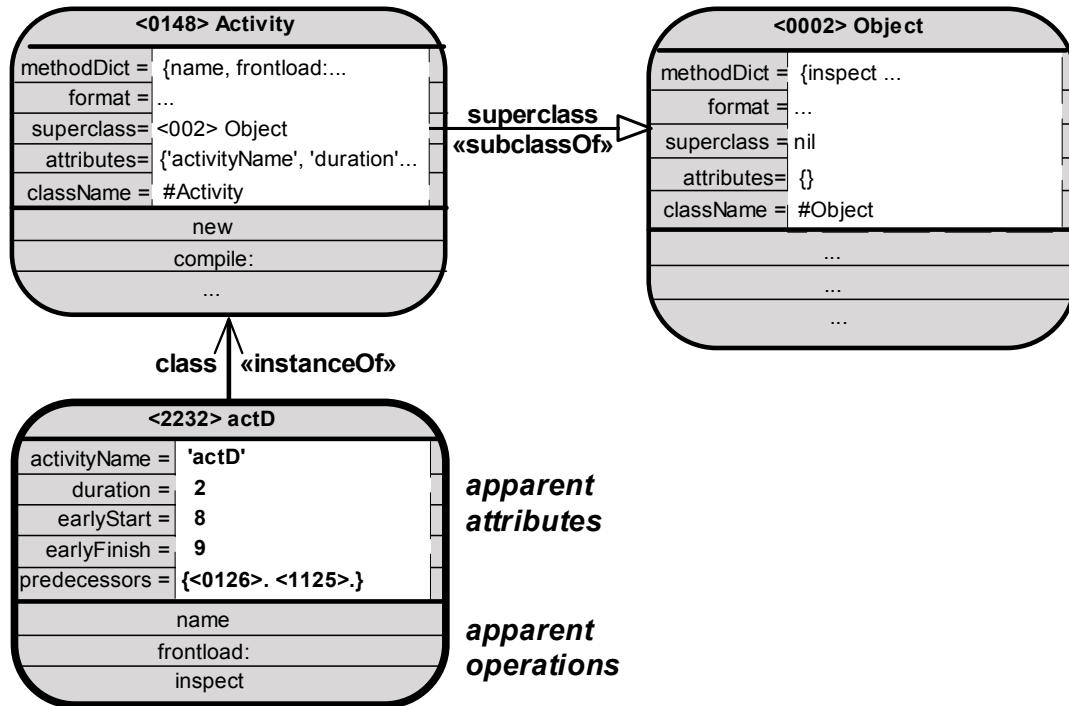 <0148> Activity
methodDict = {name, frontload:...
format = ...
superclass= <002> Object
attributes= {'activityName', 'duration'...
className = #Activity
new
compile:
...
superclass
«subclassOf»
<0002> Object
methodDict = {inspect ...
format = ...
superclass = nil
attributes= {}
className = #Object
...
...
...
class «instanceOf»
<2232> actD
activityName = 'actD'
duration = 2
earlyStart = 8
earlyFinish = 9
predecessors = {<0126>. <1125>.}
name
frontload:
inspect
apparent
attributes
apparent
operations